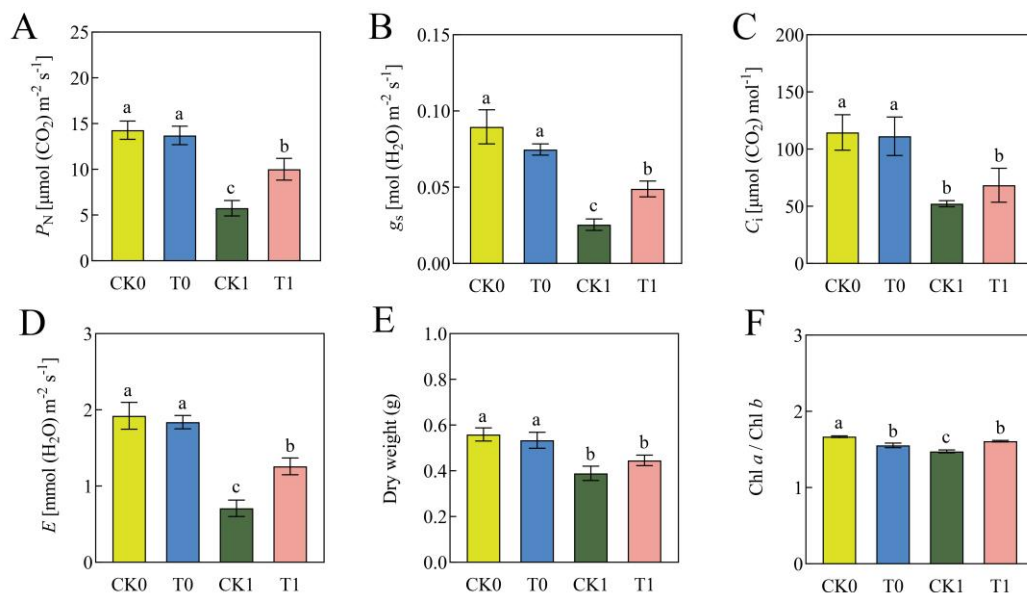 A
B
C
P_N [μmol (CO₂) m⁻² s⁻¹]
25
20
15
10
5
0
a
a
c
b
CK0 T0 CK1 T1
g_s [mol (H₂O) m⁻² s⁻¹]
0.15
0.10
0.05
0.00
a
a
c
b
CK0 T0 CK1 T1
C_i [μmol (CO₂) mol⁻¹]
200
150
100
50
0
a
a
b
b
CK0 T0 CK1 T1
D
E
F
E [mmol (H₂O) m⁻² s⁻¹]
3
2
1
0
a
a
c
b
CK0 T0 CK1 T1
Dry weight (g)
1.0
0.8
0.6
0.4
0.2
0.0
a
a
b
b
CK0 T0 CK1 T1
Chl a / Chl b
3
2
1
0
a
b
c
b
CK0 T0 CK1 T1